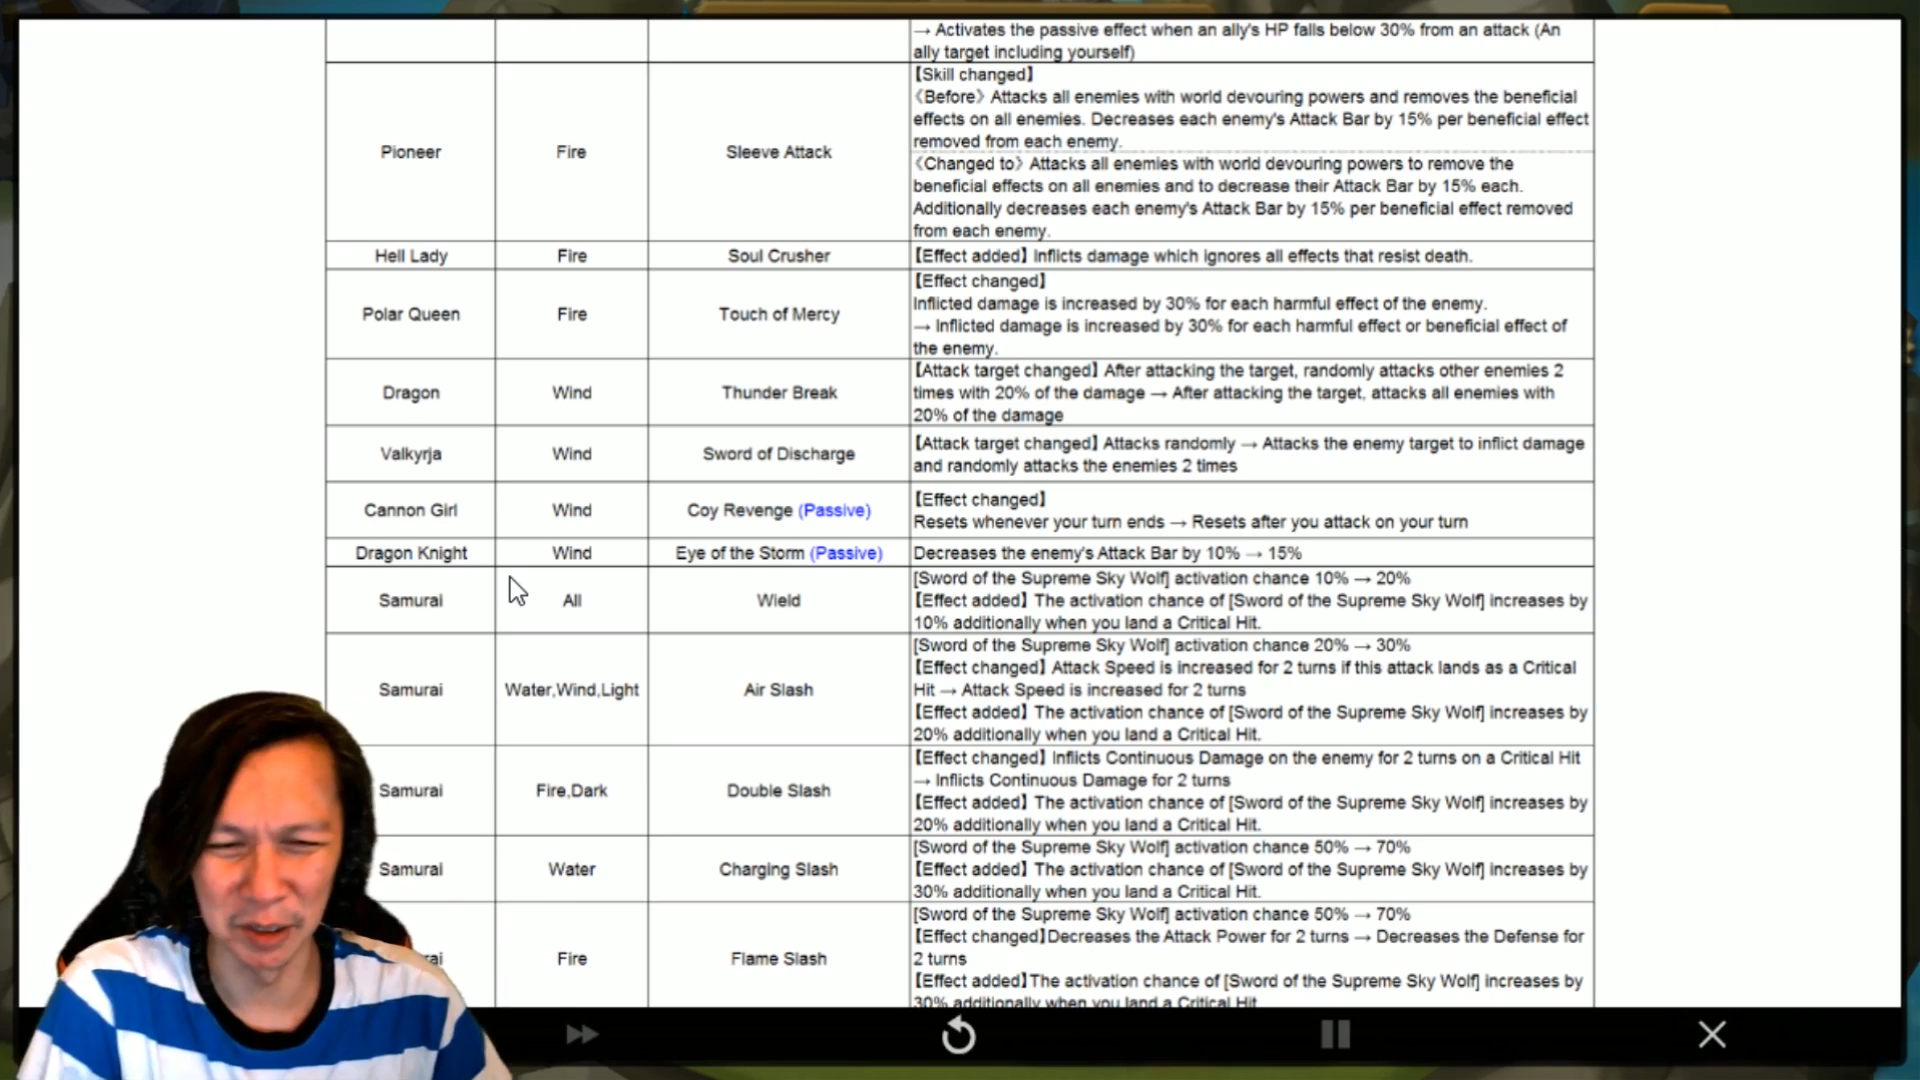 → Activates the passive effect when an ally's HP falls below 30% from an attack (An
ally target including yourself)
Pioneer
Fire
Sleeve Attack
【Skill changed】
《Before》 Attacks all enemies with world devouring powers and removes the beneficial
effects on all enemies. Decreases each enemy's Attack Bar by 15% per beneficial effect
removed from each enemy.
《Changed to》 Attacks all enemies with world devouring powers to remove the
beneficial effects on all enemies and to decrease their Attack Bar by 15% each.
Additionally decreases each enemy's Attack Bar by 15% per beneficial effect removed
from each enemy.
Hell Lady
Fire
Soul Crusher
【Effect added】 Inflicts damage which ignores all effects that resist death.
Polar Queen
Fire
Touch of Mercy
【Effect changed】
Inflicted damage is increased by 30% for each harmful effect of the enemy.
→ Inflicted damage is increased by 30% for each harmful effect or beneficial effect of
the enemy.
Dragon
Wind
Thunder Break
【Attack target changed】 After attacking the target, randomly attacks other enemies 2
times with 20% of the damage → After attacking the target, attacks all enemies with
20% of the damage
Valkyrja
Wind
Sword of Discharge
【Attack target changed】 Attacks randomly → Attacks the enemy target to inflict damage
and randomly attacks the enemies 2 times
Cannon Girl
Wind
Coy Revenge (Passive)
【Effect changed】
Resets whenever your turn ends → Resets after you attack on your turn
Dragon Knight
Wind
Eye of the Storm (Passive)
Decreases the enemy's Attack Bar by 10% → 15%
Samurai
All
Wield
[Sword of the Supreme Sky Wolf] activation chance 10% → 20%
【Effect added】 The activation chance of [Sword of the Supreme Sky Wolf] increases by
10% additionally when you land a Critical Hit.
Samurai
Water,Wind,Light
Air Slash
[Sword of the Supreme Sky Wolf] activation chance 20% → 30%
【Effect changed】 Attack Speed is increased for 2 turns if this attack lands as a Critical
Hit → Attack Speed is increased for 2 turns
【Effect added】 The activation chance of [Sword of the Supreme Sky Wolf] increases by
20% additionally when you land a Critical Hit.
Samurai
Fire,Dark
Double Slash
【Effect changed】 Inflicts Continuous Damage on the enemy for 2 turns on a Critical Hit
→ Inflicts Continuous Damage for 2 turns
【Effect added】 The activation chance of [Sword of the Supreme Sky Wolf] increases by
20% additionally when you land a Critical Hit.
Samurai
Water
Charging Slash
[Sword of the Supreme Sky Wolf] activation chance 50% → 70%
【Effect added】 The activation chance of [Sword of the Supreme Sky Wolf] increases by
30% additionally when you land a Critical Hit.
rai
Fire
Flame Slash
[Sword of the Supreme Sky Wolf] activation chance 50% → 70%
【Effect changed】Decreases the Attack Power for 2 turns → Decreases the Defense for
2 turns
【Effect added】The activation chance of [Sword of the Supreme Sky Wolf] increases by
30% additionally when you land a Critical Hit